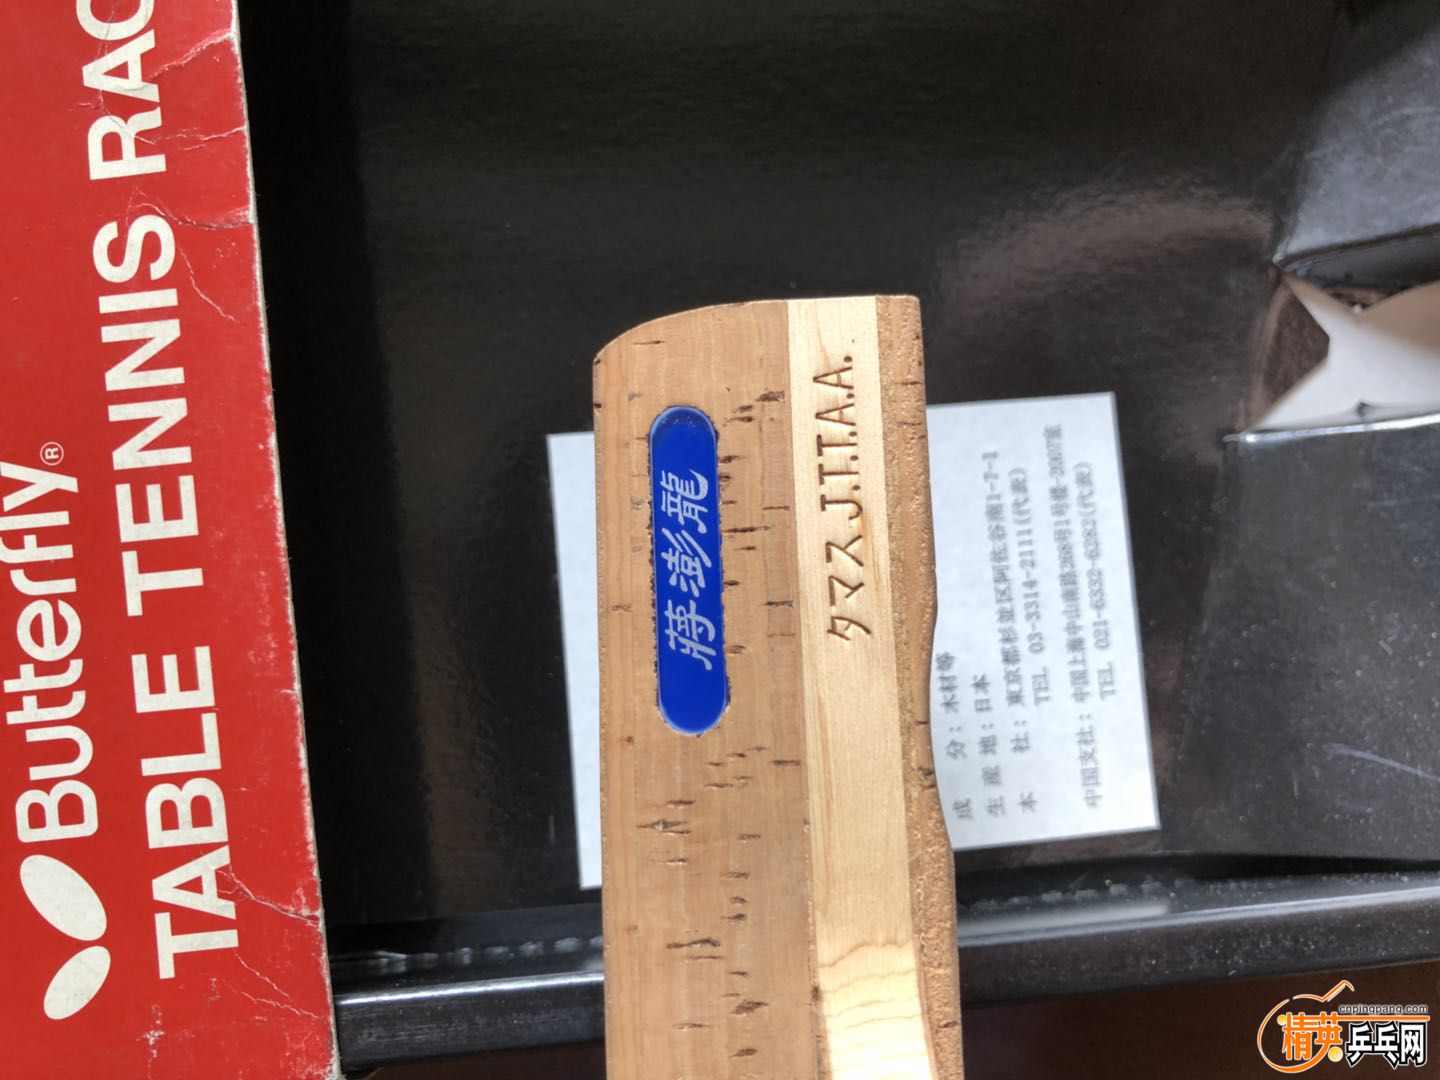 Butterfly®
TABLE TENNIS RAC
蔣澎龍
タマス J.T.T.A.A.
成 分:木材等
生 産 地:日本
本 社:東京都杉並区阿佐谷南1-7-1
TEL 03-3314-2111(代表)
中国支社:中国上海中山南路268号1号楼-2007室
TEL 021-6332-6282(代表)
cnpingpang.com
精英乒乓网